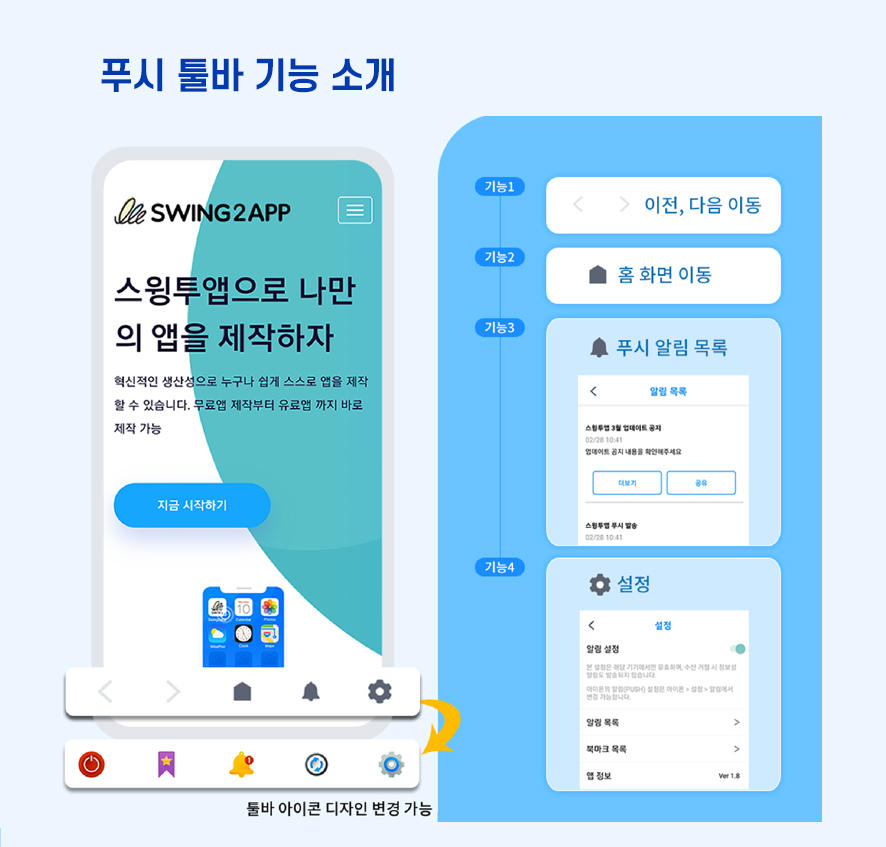 푸시 툴바 기능 소개
SWING2APP
스윙투앱으로 나만
의 앱을 제작하자
혁신적인 생산성으로 누구나 쉽게 스스로 앱을 제작
할 수 있습니다. 무료앱 제작부터 유료앱 까지 바로
제작 가능
지금 시작하기
10
Calendar
Photos
Weather
Clock
Maps
1
툴바 아이콘 디자인 변경 가능
기능1
이전, 다음 이동
기능2
홈 화면 이동
기능3
푸시 알림 목록
알림 목록
스윙투앱 3월 업데이트 공지
02/28 10:41
업데이트 공지 내용을 확인해주세요
더보기
공유
스윙투앱 푸시 발송
02/28 10:41
기능4
설정
설정
알림 설정
본 설정은 해당 기기에서만 유효하며, 수신 거절 시 정보성
알림도 발송되지 않습니다.
아이폰의 알림(PUSH) 설정은 아이폰 > 설정 > 알림에서
변경 가능합니다.
알림 목록
북마크 목록
앱 정보
Ver 1.8